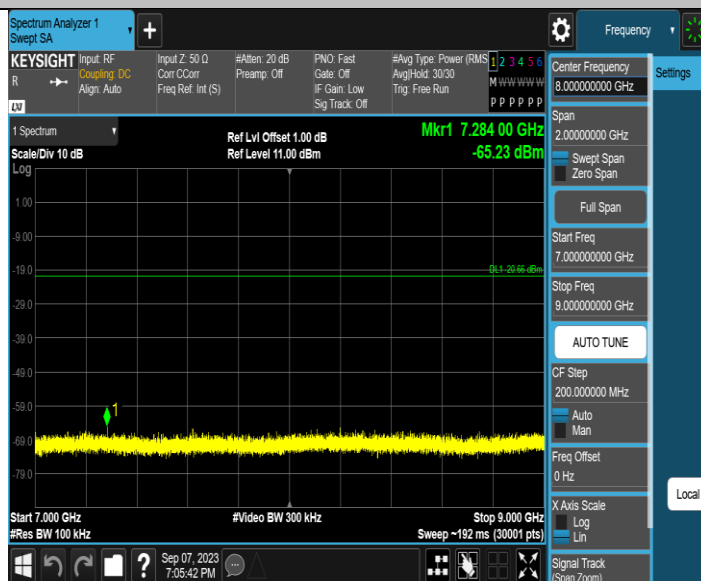 Spectrum Analyzer 1
Swept SA
+
Frequency
KEYSIGHT
R
LXI
Input: RF
Coupling: DC
Align: Auto
Input Z: 50 Ω
Corr CCorr
Freq Ref: Int (S)
#Atten: 20 dB
Preamp: Off
PNO: Fast
Gate: Off
IF Gain: Low
Sig Track: Off
#Avg Type: Power (RMS
Avg|Hold: 30/30
Trig: Free Run
1 2 3 4 5 6
M W W W W W
P P P P P P
1 Spectrum
Scale/Div 10 dB
Log
Ref Lvl Offset 1.00 dB
Ref Level 11.00 dBm
Mkr1 7.284 00 GHz
-65.23 dBm
1.00
-9.00
-19.0
-29.0
-39.0
-49.0
-59.0
-69.0
-79.0
DL1 -20.66 dBm
1
Start 7.000 GHz
#Res BW 100 kHz
#Video BW 300 kHz
Stop 9.000 GHz
Sweep ~192 ms (30001 pts)
Center Frequency
8.000000000 GHz
Settings
Span
2.00000000 GHz
Swept Span
Zero Span
Full Span
Start Freq
7.000000000 GHz
Stop Freq
9.000000000 GHz
AUTO TUNE
CF Step
200.000000 MHz
Auto
Man
Freq Offset
0 Hz
X Axis Scale
Log
Lin
Local
Signal Track
(Span Zoom)
?
Sep 07, 2023
7:05:42 PM